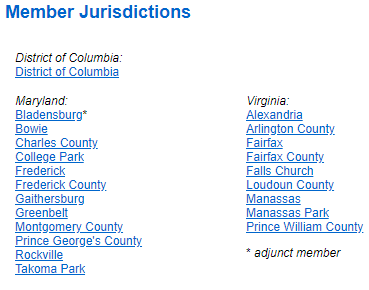 Member Jurisdictions
District of Columbia:
District of Columbia
Maryland:
Bladensburg*
Bowie
Charles County
College Park
Frederick
Frederick County
Gaithersburg
Greenbelt
Montgomery County
Prince George's County
Rockville
Takoma Park
Virginia:
Alexandria
Arlington County
Fairfax
Fairfax County
Falls Church
Loudoun County
Manassas
Manassas Park
Prince William County
* adjunct member